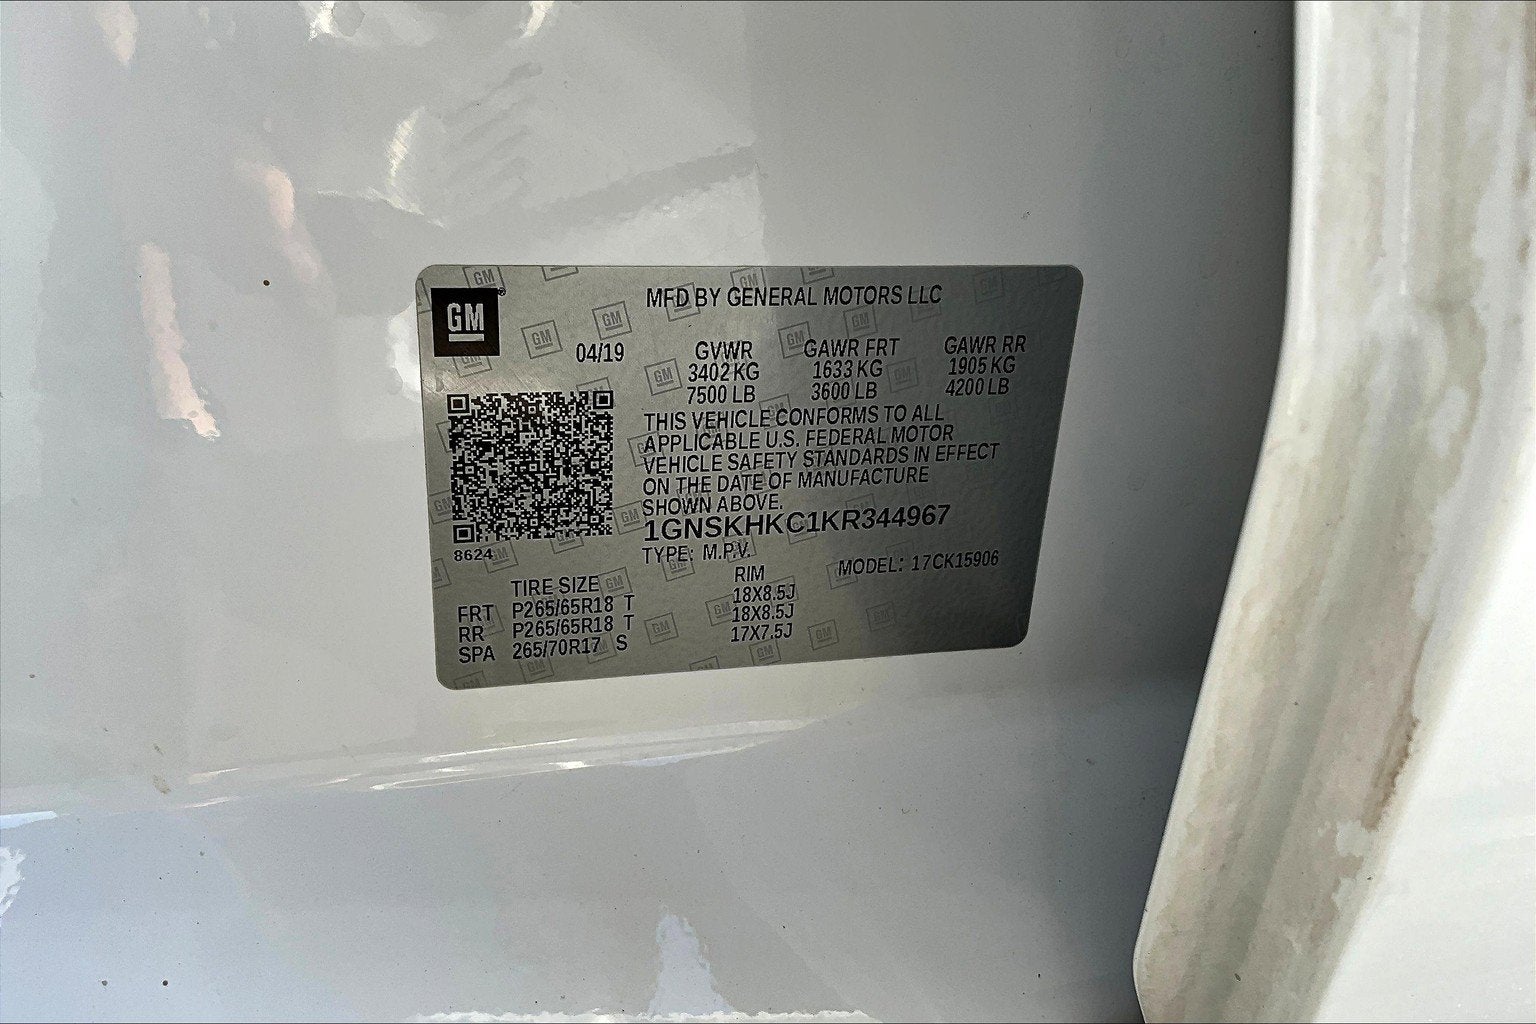 GM
MFD BY GENERAL MOTORS LLC
04/19
GVWR GAWR FRT GAWR RR
3402 KG 1633 KG 1905 KG
7500 LB 3600 LB 4200 LB
THIS VEHICLE CONFORMS TO ALL
APPLICABLE U.S. FEDERAL MOTOR
VEHICLE SAFETY STANDARDS IN EFFECT
ON THE DATE OF MANUFACTURE
SHOWN ABOVE.
1GNSKHKC1KR344967
8624
TYPE: M.P.V. MODEL: 17CK15906
TIRE SIZE RIM
FRT P265/65R18 T 18X8.5J
RR P265/65R18 T 18X8.5J
SPA 265/70R17 S 17X7.5J